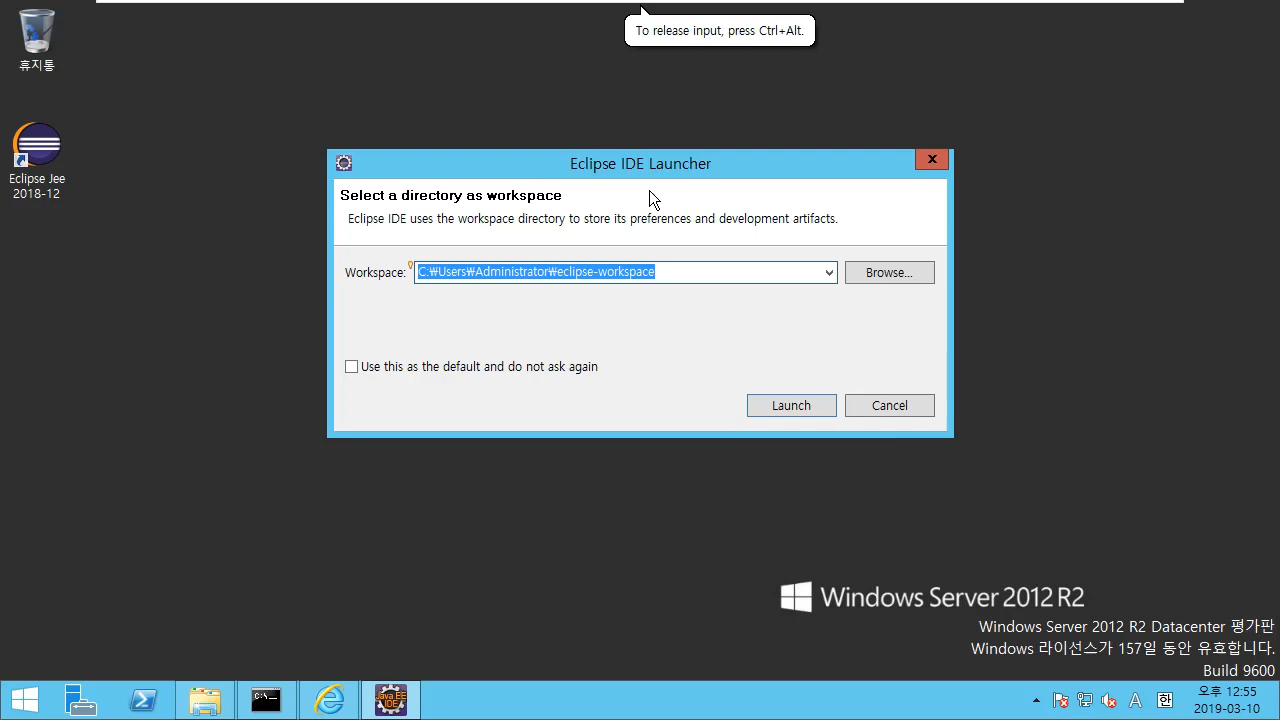 To release input, press Ctrl+Alt.
휴지통
Eclipse Jee
2018-12
Eclipse IDE Launcher
x
Select a directory as workspace
Eclipse IDE uses the workspace directory to store its preferences and development artifacts.
Workspace: C:₩Users₩Administrator₩eclipse-workspace Browse...
Use this as the default and do not ask again
Launch Cancel
Windows Server 2012 R2
Windows Server 2012 R2 Datacenter 평가판
Windows 라이선스가 157일 동안 유효합니다.
Build 9600
C:\_
Java EE
IDE
A 한
오후 12:55
2019-03-10